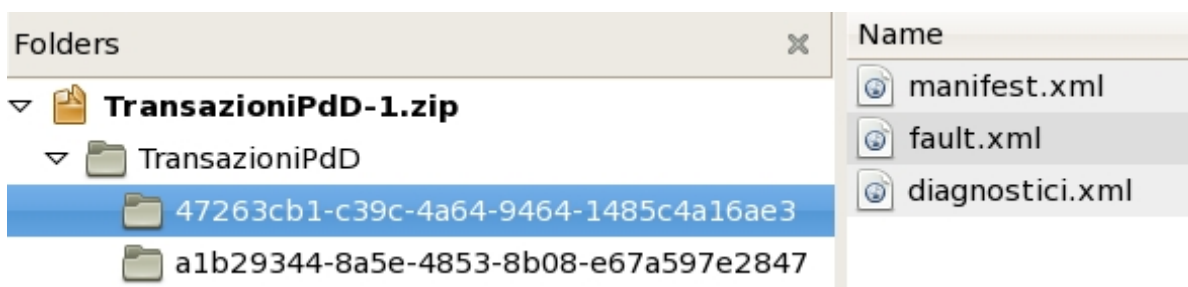 Folders
TransazioniPdD-1.zip
TransazioniPdD
47263cb1-c39c-4a64-9464-1485c4a16ae3
a1b29344-8a5e-4853-8b08-e67a597e2847
Name
manifest.xml
fault.xml
diagnostici.xml